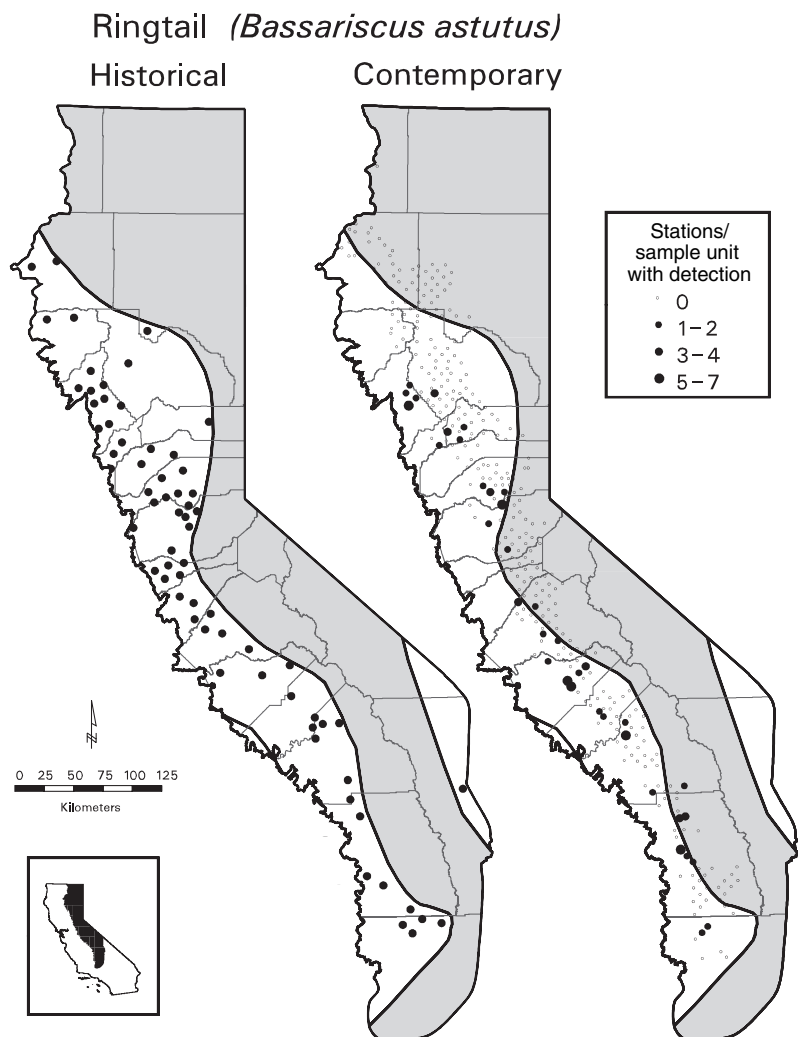 Ringtail (Bassariscus astutus)
Historical
Contemporary
Stations/
sample unit
with detection
0
1–2
3–4
5–7
N
0 25 50 75 100 125
Kilometers